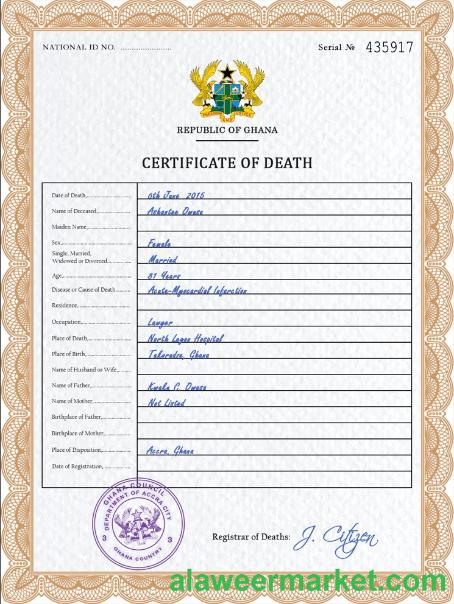 NATIONAL ID NO. ........................
Serial № 435917
FREEDOM AND JUSTICE
REPUBLIC OF GHANA
CERTIFICATE OF DEATH
Date of Death 6th June 2015
Name of Deceased Ashantee Owusu
Maiden Name
Sex Female
Single, Married,
Widowed or Divorced Married
Age 81 Years
Disease or Cause of Death Acute-Myocardial Infarction
Residence
Occupation Lawyer
Place of Death North Legon Hospital
Place of Birth Takoradze, Ghana
Name of Husband or Wife
Name of Father Kwaku C. Owusu
Name of Mother Not Listed
Birthplace of Father
Birthplace of Mother
Place of Disposition Accra, Ghana
Date of Registration,
GHANA COUNCIL
DEPARTMENT OF ACCRA CITY
3 3
GHANA COUNTRY
Registrar of Deaths: J. Citizen
alaweermarket.com